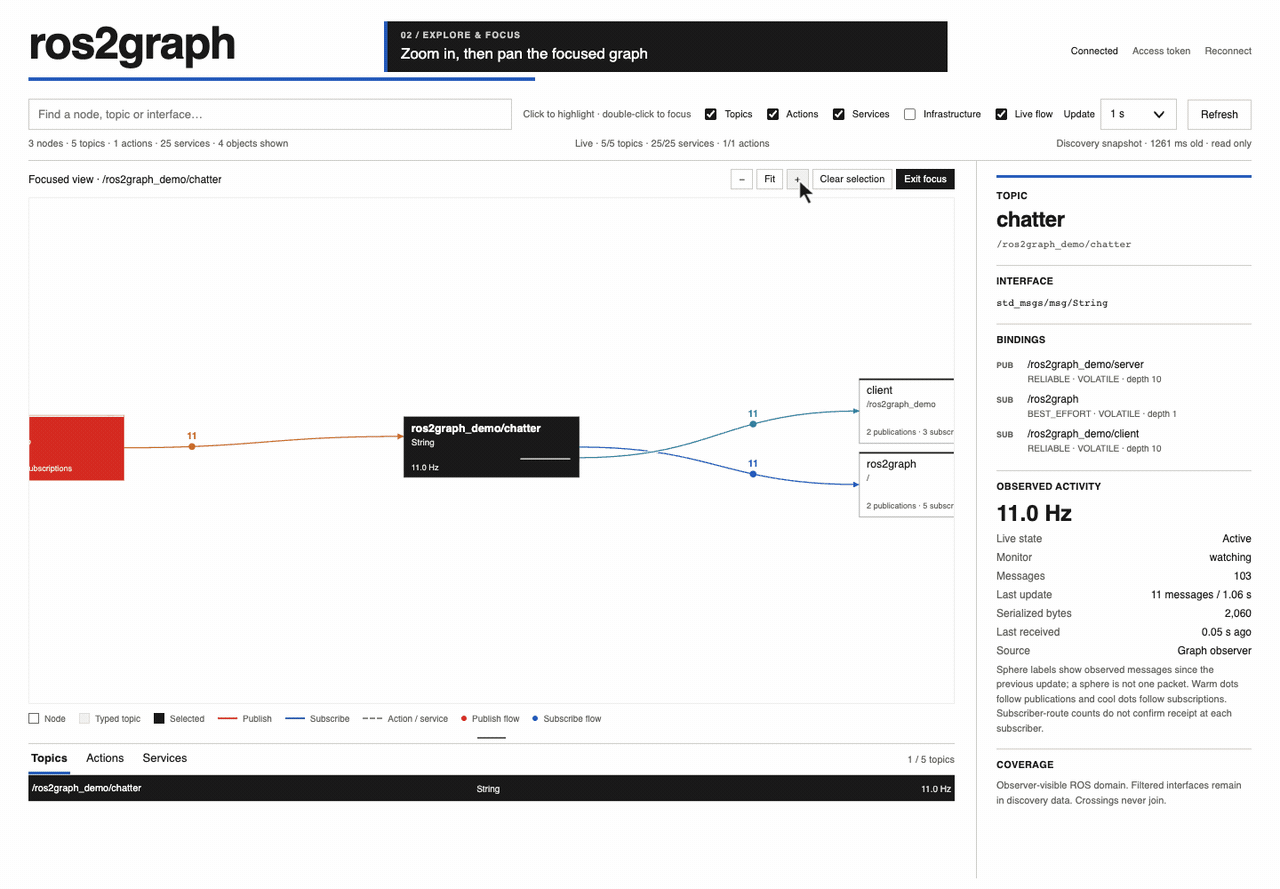 ros2graph
02 / EXPLORE & FOCUS
Zoom in, then pan the focused graph
Connected Access token Reconnect
Find a node, topic or interface…
Click to highlight · double-click to focus
Topics Actions Services Infrastructure Live flow Update 1 s Refresh
3 nodes · 5 topics · 1 actions · 25 services · 4 objects shown
Live · 5/5 topics · 25/25 services · 1/1 actions
Discovery snapshot · 1261 ms old · read only
Focused view · /ros2graph_demo/chatter
– Fit + Clear selection Exit focus
ubscriptions
11
ros2graph_demo/chatter
String
11.0 Hz
11
11
client
/ros2graph_demo
2 publications · 3 subscr
ros2graph
/
2 publications · 5 subscr
Node Typed topic Selected Publish Subscribe Action / service Publish flow Subscribe flow
Topics Actions Services
1 / 5 topics
/ros2graph_demo/chatter String 11.0 Hz
TOPIC
chatter
/ros2graph_demo/chatter
INTERFACE
std_msgs/msg/String
BINDINGS
PUB /ros2graph_demo/server
RELIABLE · VOLATILE · depth 10
SUB /ros2graph
BEST_EFFORT · VOLATILE · depth 1
SUB /ros2graph_demo/client
RELIABLE · VOLATILE · depth 10
OBSERVED ACTIVITY
11.0 Hz
Live state Active
Monitor watching
Messages 103
Last update 11 messages / 1.06 s
Serialized bytes 2,060
Last received 0.05 s ago
Source Graph observer
Sphere labels show observed messages since the
previous update; a sphere is not one packet. Warm dots
follow publications and cool dots follow subscriptions.
Subscriber-route counts do not confirm receipt at each
subscriber.
COVERAGE
Observer-visible ROS domain. Filtered interfaces remain
in discovery data. Crossings never join.